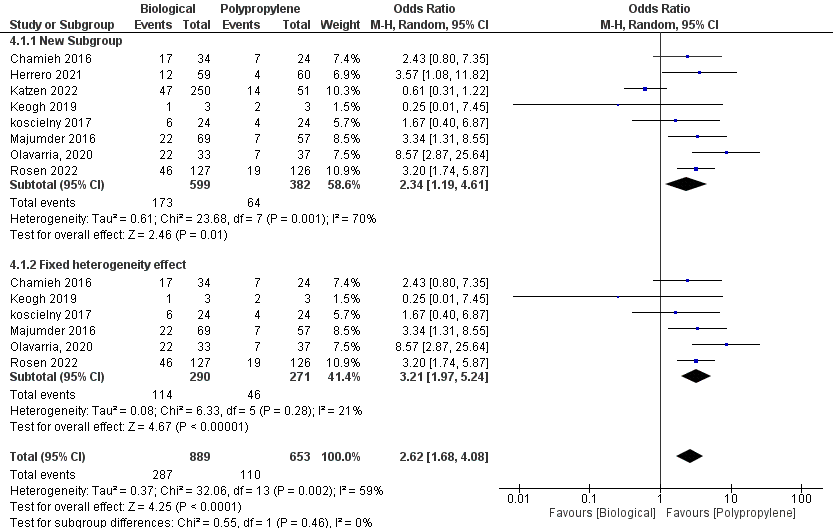 Biological Polypropylene Odds Ratio Odds Ratio
Study or Subgroup Events Total Events Total Weight M-H, Random, 95% CI M-H, Random, 95% CI
4.1.1 New Subgroup
Chamieh 2016 17 34 7 24 7.4% 2.43 [0.80, 7.35]
Herrero 2021 12 59 4 60 6.9% 3.57 [1.08, 11.82]
Katzen 2022 47 250 14 51 10.2% 0.61 [0.31, 1.22]
Keogh 2019 1 3 2 3 1.5% 0.25 [0.01, 7.45]
koscielny 2017 6 24 4 24 5.6% 1.67 [0.40, 6.87]
Majumder 2016 22 69 7 57 8.5% 3.34 [1.31, 8.55]
Olavarria, 2020 22 33 7 37 7.5% 8.57 [2.87, 25.64]
Rosen 2022 46 127 19 126 10.9% 3.20 [1.74, 5.87]
Subtotal (95% CI) 599 382 58.6% 2.34 [1.19, 4.61]
Total events 173 64
Heterogeneity: Tau² = 0.61; Chi² = 23.68, df = 7 (P = 0.001); I² = 70%
Test for overall effect: Z = 2.46 (P = 0.01)
4.1.2 Fixed heterogeneity effect
Chamieh 2016 17 34 7 24 7.4% 2.43 [0.80, 7.35]
Keogh 2019 1 3 2 3 1.5% 0.25 [0.01, 7.45]
koscielny 2017 6 24 4 24 5.6% 1.67 [0.40, 6.87]
Majumder 2016 22 69 7 57 8.5% 3.34 [1.31, 8.55]
Olavarria, 2020 22 33 7 37 7.5% 8.57 [2.87, 25.64]
Rosen 2022 46 127 19 126 10.9% 3.20 [1.74, 5.87]
Subtotal (95% CI) 290 271 41.4% 3.21 [1.97, 5.24]
Total events 114 46
Heterogeneity: Tau² = 0.08; Chi² = 6.33, df = 5 (P = 0.28); I² = 21%
Test for overall effect: Z = 4.67 (P < 0.00001)
Total (95% CI) 889 653 100.0% 2.62 [1.68, 4.08]
Total events 287 110
Heterogeneity: Tau² = 0.37; Chi² = 32.06, df = 13 (P = 0.002); I² = 59%
Test for overall effect: Z = 4.25 (P < 0.0001)
Test for subgroup differences: Chi² = 0.55, df = 1 (P = 0.46), I² = 0%
0.01 0.1 1 10 100
Favours [Biological] Favours [Polypropylene]